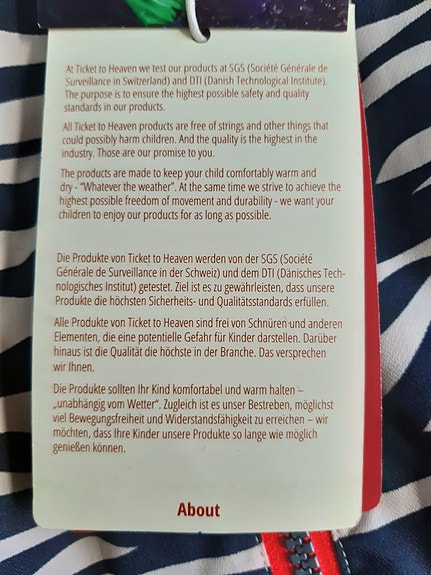 At Ticket to Heaven we test our products at SGS (Société Générale de
Surveillance in Switzerland) and DTI (Danish Technological Institute).
The purpose is to ensure the highest possible safety and quality
standards in our products.
All Ticket to Heaven products are free of strings and other things that
could possibly harm children. And the quality is the highest in the
industry. Those are our promise to you.
The products are made to keep your child comfortably warm and
dry - "Whatever the weather". At the same time we strive to achieve the
highest possible freedom of movement and durability - we want your
children to enjoy our products for as long as possible.
Die Produkte von Ticket to Heaven werden von der SGS (Société
Générale de Surveillance in der Schweiz) und dem DTI (Dänisches Tech-
nologisches Institut) getestet. Ziel ist es zu gewährleisten, dass unsere
Produkte die höchsten Sicherheits- und Qualitätsstandards erfüllen.
Alle Produkte von Ticket to Heaven sind frei von Schnüren und anderen
Elementen, die eine potentielle Gefahr für Kinder darstellen. Darüber
hinaus ist die Qualität die höchste in der Branche. Das versprechen
wir Ihnen.
Die Produkte sollten Ihr Kind komfortabel und warm halten –
„unabhängig vom Wetter“. Zugleich ist es unser Bestreben, möglichst
viel Bewegungsfreiheit und Widerstandsfähigkeit zu erreichen – wir
möchten, dass Ihre Kinder unsere Produkte so lange wie möglich
genießen können.
About